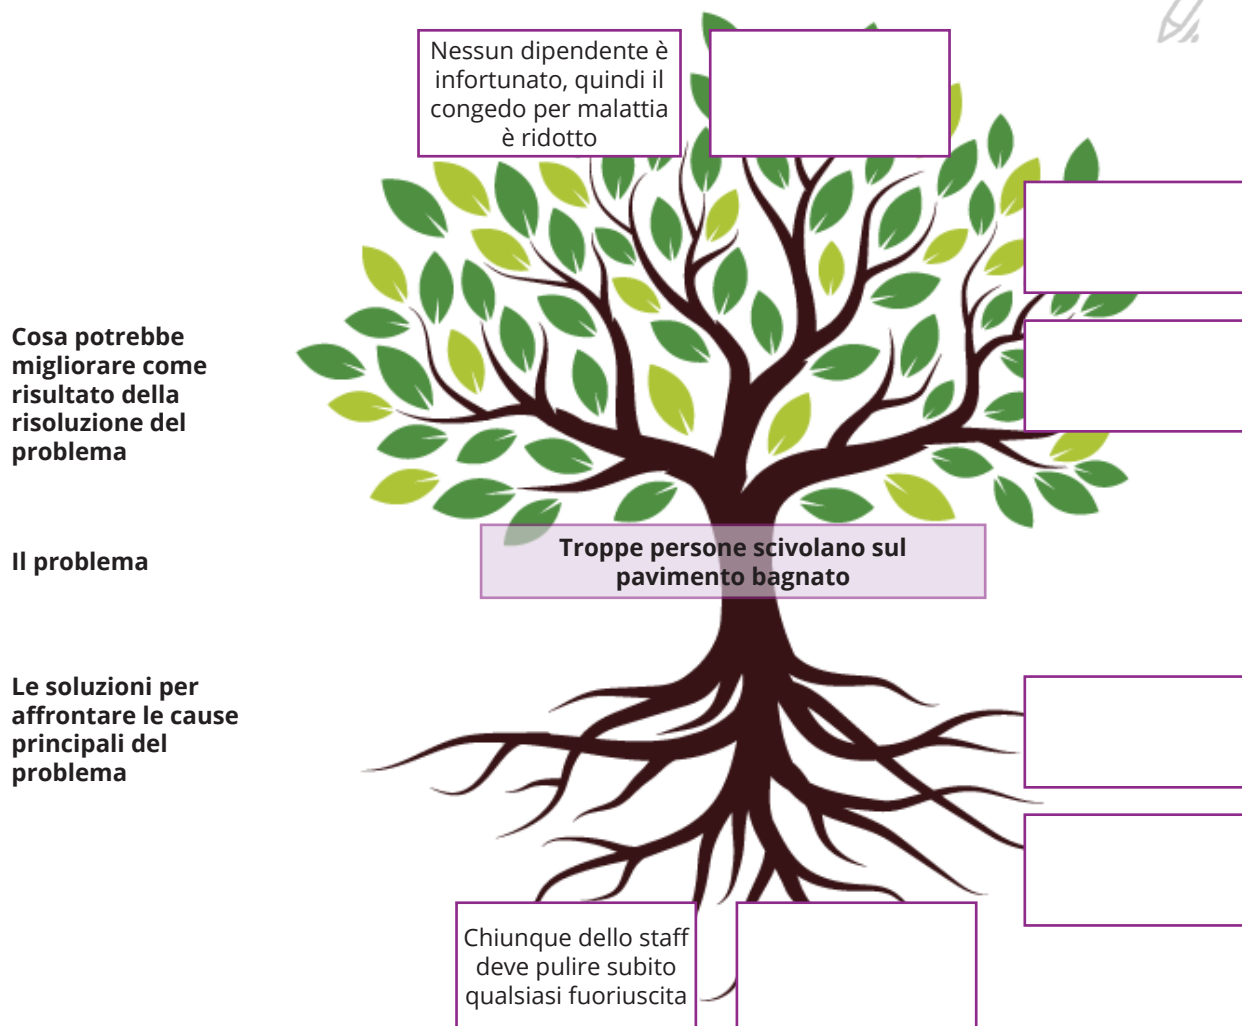 Nessun dipendente è
infortunato, quindi il
congedo per malattia
è ridotto
Cosa potrebbe
migliorare come
risultato della
risoluzione del
problema
Il problema
Troppe persone scivolano sul
pavimento bagnato
Le soluzioni per
affrontare le cause
principali del
problema
Chiunque dello staff
deve pulire subito
qualsiasi fuoriuscita